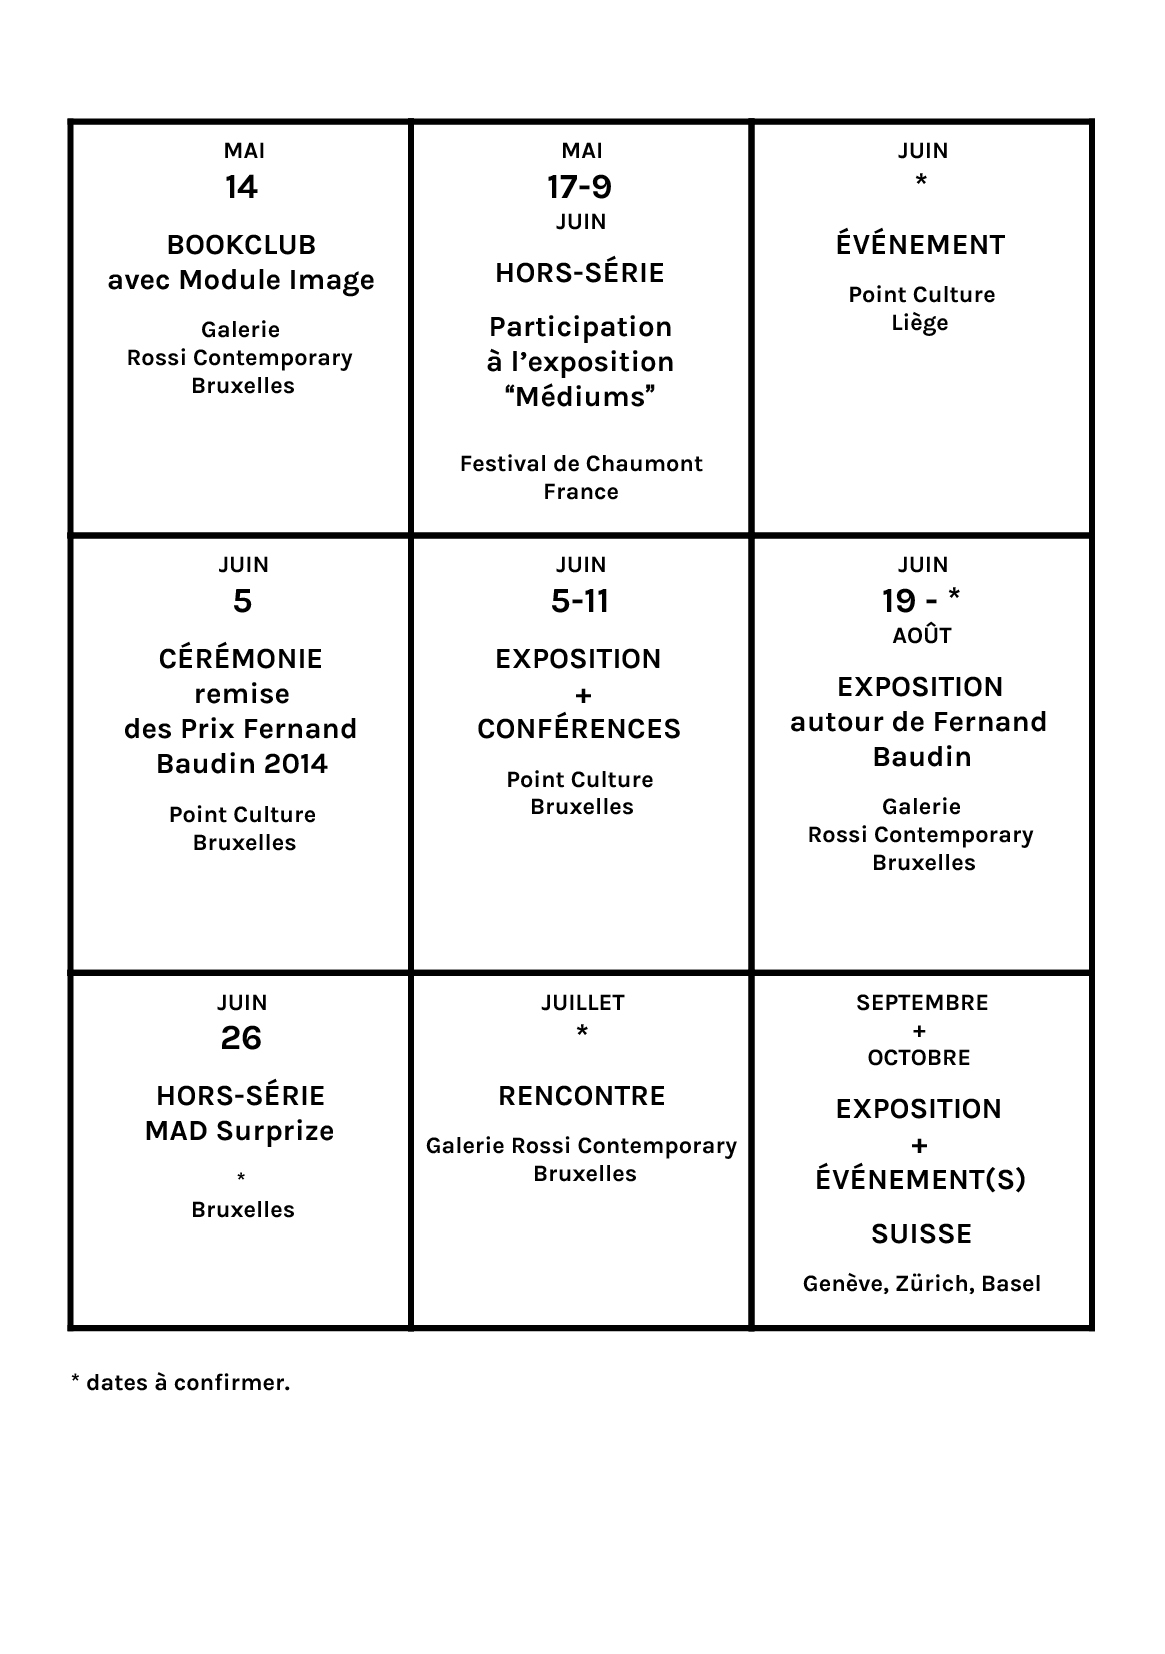 MAI
14
BOOKCLUB
avec Module Image
Galerie
Rossi Contemporary
Bruxelles
MAI
17-9
JUIN
HORS-SÉRIE
Participation
à l’exposition
“Médiums”
Festival de Chaumont
France
JUIN
*
ÉVÉNEMENT
Point Culture
Liège
JUIN
5
CÉRÉMONIE
remise
des Prix Fernand
Baudin 2014
Point Culture
Bruxelles
JUIN
5-11
EXPOSITION
+
CONFÉRENCES
Point Culture
Bruxelles
JUIN
19 - *
AOÛT
EXPOSITION
autour de Fernand
Baudin
Galerie
Rossi Contemporary
Bruxelles
JUIN
26
HORS-SÉRIE
MAD Surprize
*
Bruxelles
JUILLET
*
RENCONTRE
Galerie Rossi Contemporary
Bruxelles
SEPTEMBRE
+
OCTOBRE
EXPOSITION
+
ÉVÉNEMENT(S)
SUISSE
Genève, Zürich, Basel
* dates à confirmer.